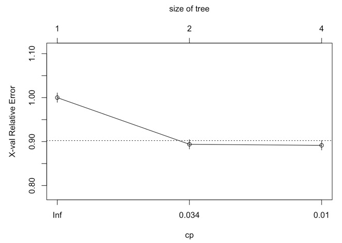 size of tree
1 2 4
X-val Relative Error
1.10
1.00
0.90
0.80
Inf 0.034 0.01
cp